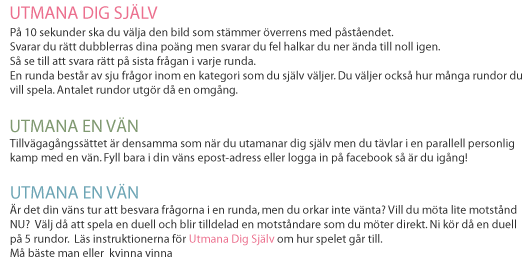 UTMANA DIG SJÄLV
På 10 sekunder ska du välja den bild som stämmer överrens med påståendet.
Svarar du rätt dubblerras dina poäng men svarar du fel halkar du ner ända till noll igen.
Så se till att svara rätt på sista frågan i varje runda.
En runda består av sju frågor inom en kategori som du själv väljer. Du väljer också hur många rundor du
vill spela. Antalet rundor utgör då en omgång.
UTMANA EN VÄN
Tillvägagångssättet är densamma som när du utamanar dig själv men du tävlar i en parallell personlig
kamp med en vän. Fyll bara i din väns epost-adress eller logga in på facebook så är du igång!
UTMANA EN VÄN
Är det din väns tur att besvara frågorna i en runda, men du orkar inte vänta? Vill du möta lite motstånd
NU? Välj då att spela en duell och blir tilldelad en motståndare som du möter direkt. Ni kör då en duell
på 5 rundor. Läs instruktionerna för Utmana Dig Själv om hur spelet går till.
Må bäste man eller kvinna vinna